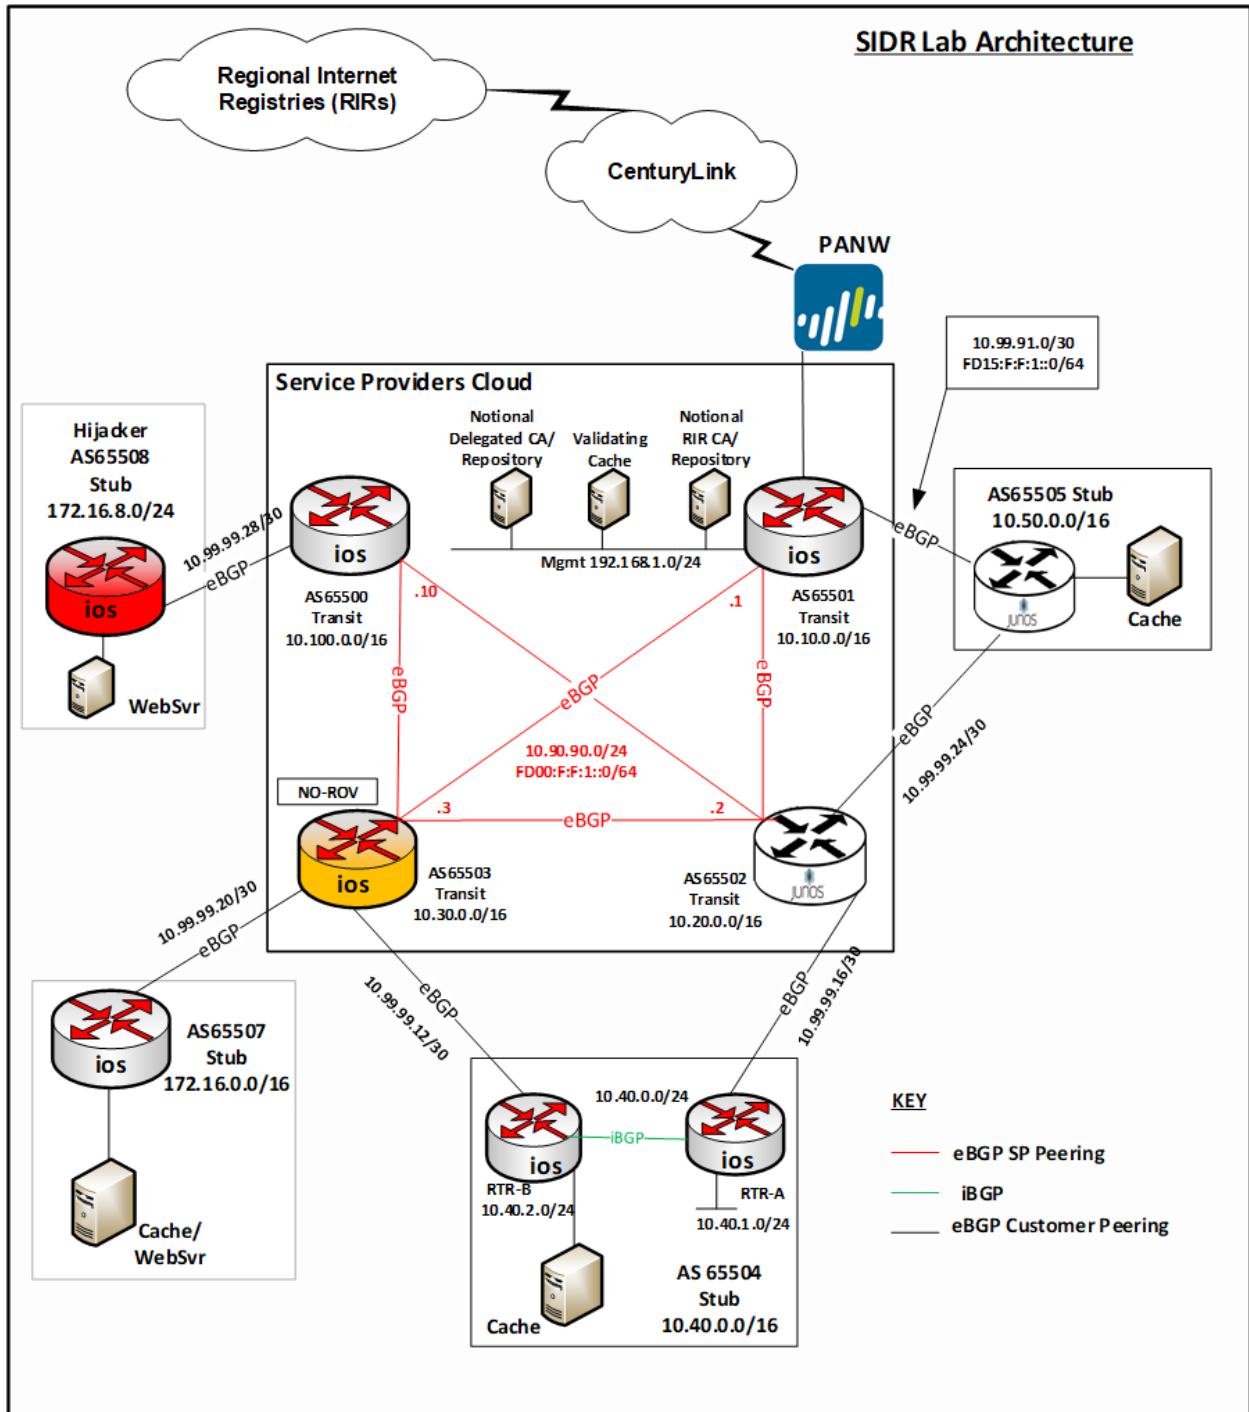 SIDR Lab Architecture
Regional Internet
Registries (RIRs)
CenturyLink
PANW
10.99.91.0/30
FD15:F:F:1::0/64
Service Providers Cloud
Hijacker
AS65508
Stub
172.16.8.0/24
ios
WebSvr
10.99.99.28/30
eBGP
Notional
Delegated CA/
Repository
Validating
Cache
Notional
RIR CA/
Repository
ios
Mgmt 192.168.1.0/24
ios
eBGP
AS65505 Stub
10.50.0.0/16
JUNOS
Cache
AS65500
Transit
10.100.0.0/16
.10
.1
AS65501
Transit
10.10.0.0/16
eBGP
eBGP
eBGP
eBGP
10.99.99.24/30
10.90.90.0/24
FD00:F:F:1::0/64
NO-ROV
.3
eBGP
.2
ios
AS65503
Transit
10.30.0.0/16
AS65502
Transit
10.20.0.0/16
JUNOS
10.99.99.20/30
eBGP
10.99.99.12/30
eBGP
eBGP
10.99.99.16/30
ios
AS65507
Stub
172.16.0.0/16
Cache/
WebSvr
10.40.0.0/24
ios
iBGP
ios
RTR-B
10.40.2.0/24
RTR-A
10.40.1.0/24
Cache
AS 65504
Stub
10.40.0.0/16
KEY
eBGP SP Peering
iBGP
eBGP Customer Peering